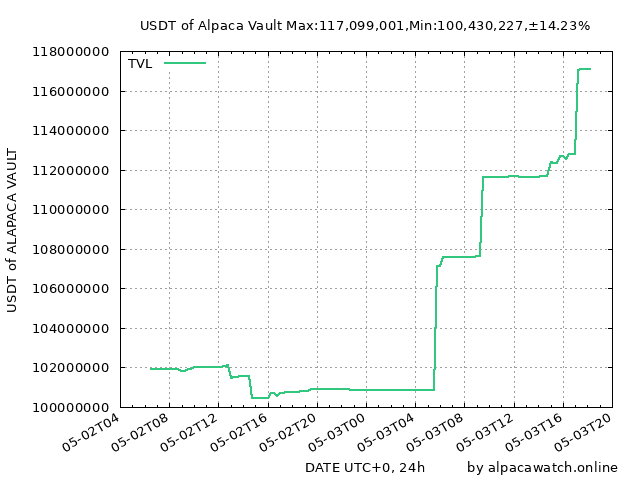 USDT of Alpaca Vault Max:117,099,001,Min:100,430,227,±14.23%
TVL
118000000
116000000
114000000
112000000
110000000
108000000
106000000
104000000
102000000
100000000
USDT of ALAPACA VAULT
05-02T04
05-02T08
05-02T12
05-02T16
05-02T20
05-03T00
05-03T04
05-03T08
05-03T12
05-03T16
05-03T20
DATE UTC+0, 24h
by alpacawatch.online